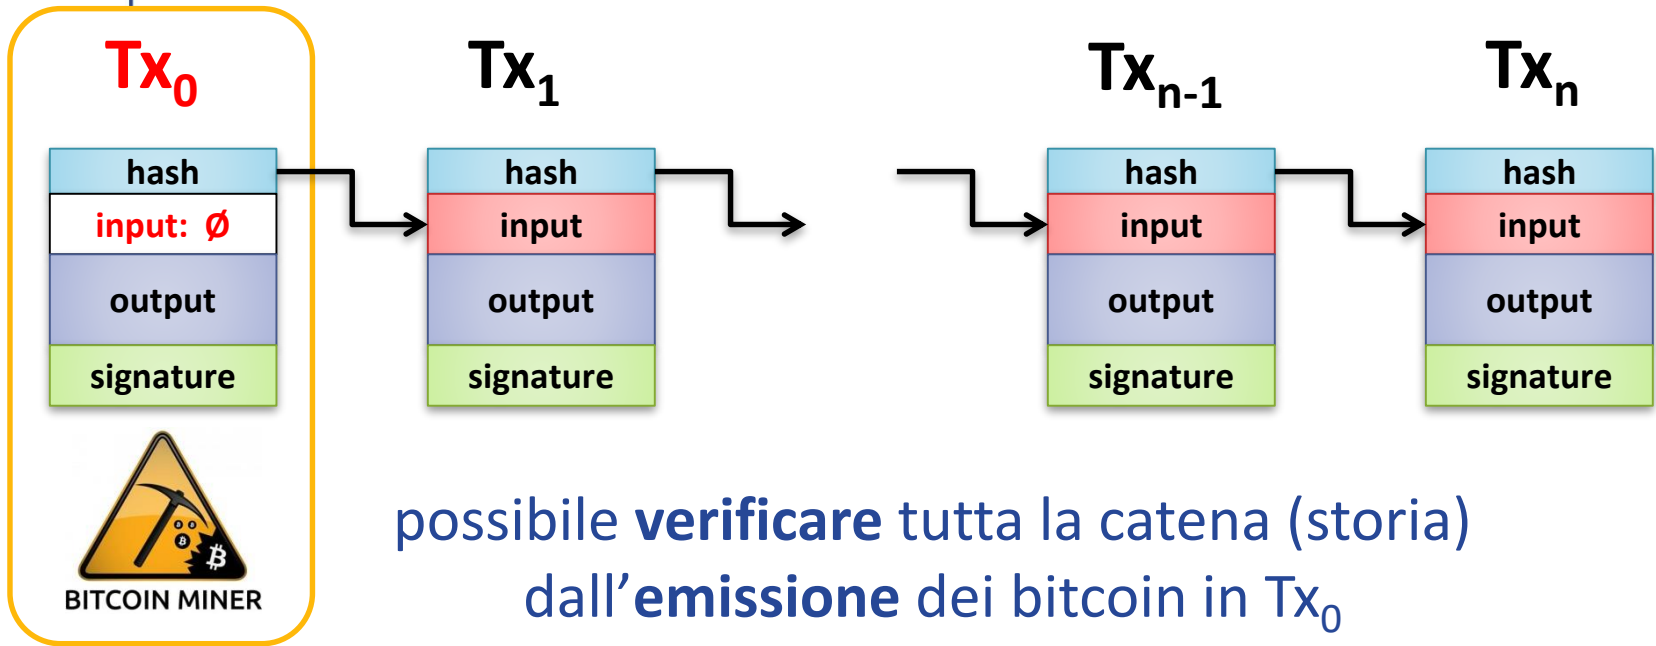 Tx₀ Tx₁ Txₙ₋₁ Txₙ
hash hash hash hash
input: Ø input input input
output output output output
signature signature signature signature
BITCOIN MINER
possibile verificare tutta la catena (storia)
dall’emissione dei bitcoin in Tx₀